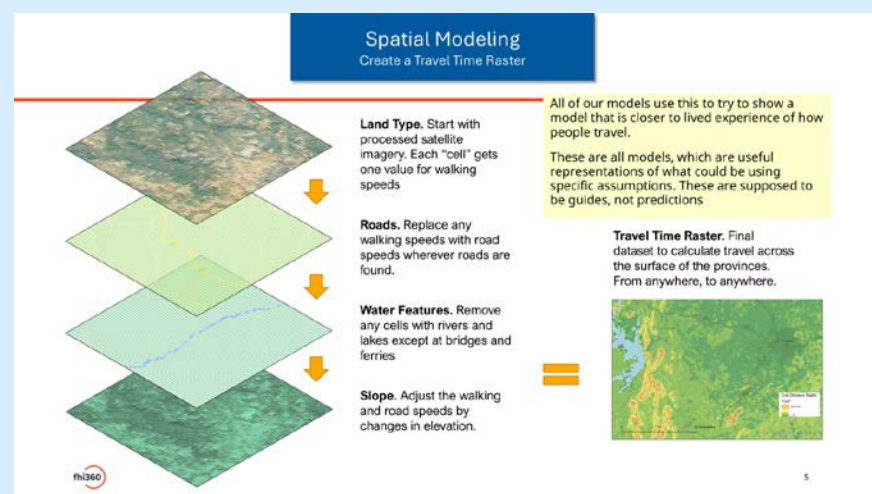 Spatial Modeling
Create a Travel Time Raster
All of our models use this to try to show a
model that is closer to lived experience of how
people travel.
These are all models, which are useful
representations of what could be using
specific assumptions. These are supposed to
be guides, not predictions
Land Type. Start with
processed satellite
imagery. Each “cell” gets
one value for walking
speeds
Roads. Replace any
walking speeds with road
speeds wherever roads are
found.
Water Features. Remove
any cells with rivers and
lakes except at bridges and
ferries
Slope. Adjust the walking
and road speeds by
changes in elevation.
Travel Time Raster. Final
dataset to calculate travel across
the surface of the provinces.
From anywhere, to anywhere.
fhi360
5